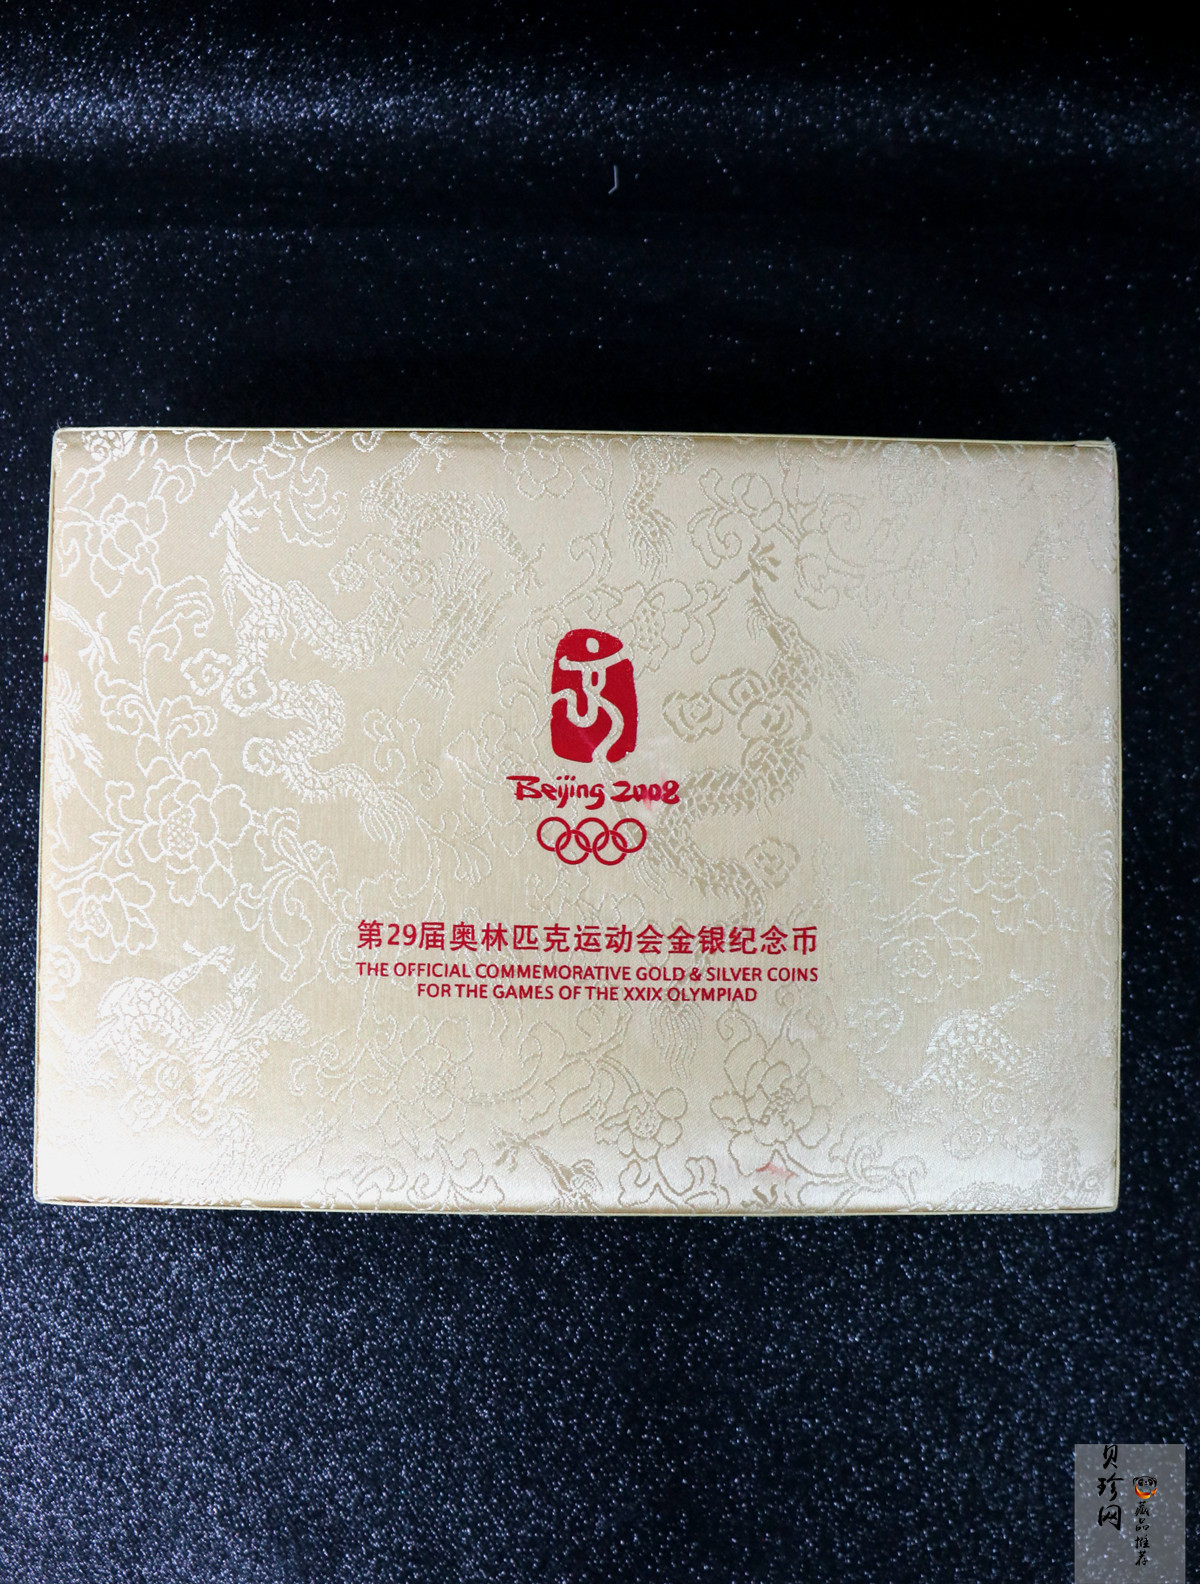 Beijing 2008
第29届奥林匹克运动会金银纪念币
THE OFFICIAL COMMEMORATIVE GOLD & SILVER COINS
FOR THE GAMES OF THE XXIX OLYMPIAD
贝珍网
藏品推荐